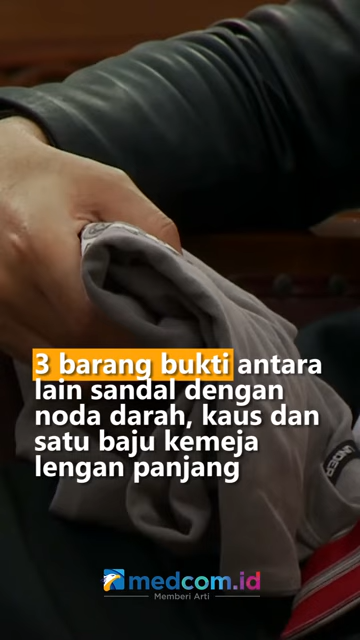 3 barang bukti antara
lain sandal dengan
noda darah, kaus dan
satu baju kemeja
lengan panjang
UNDER
medcom.id
Memberi Arti